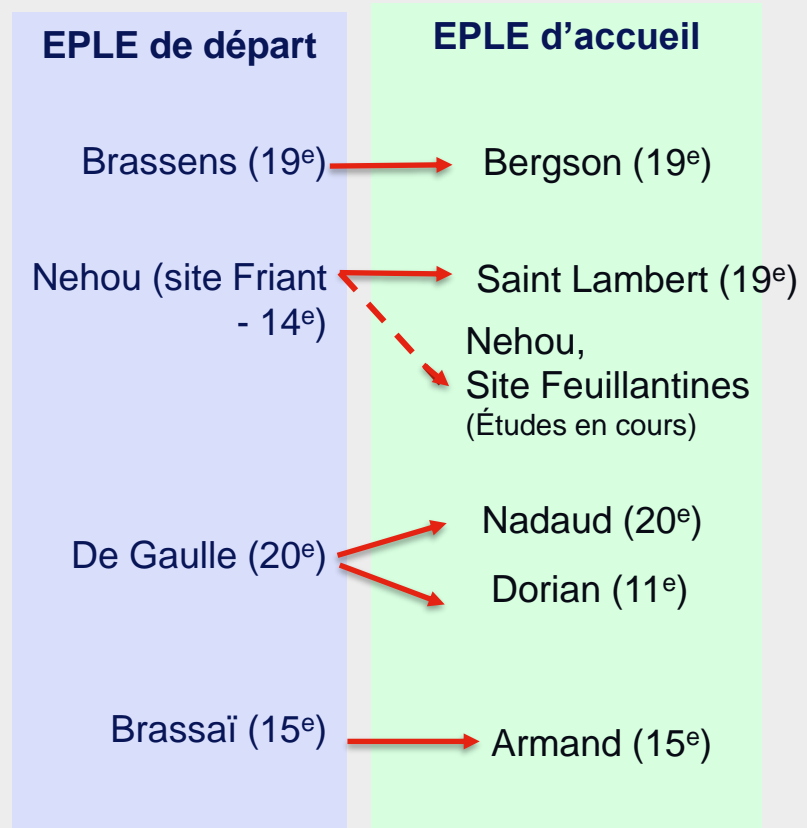 EPLE de départ
EPLE d’accueil
Brassens (19ᵉ)
Bergson (19ᵉ)
Nehou (site Friant
- 14ᵉ)
Saint Lambert (19ᵉ)
Nehou,
Site Feuillantines
(Études en cours)
De Gaulle (20ᵉ)
Nadaud (20ᵉ)
Dorian (11ᵉ)
Brassaï (15ᵉ)
Armand (15ᵉ)